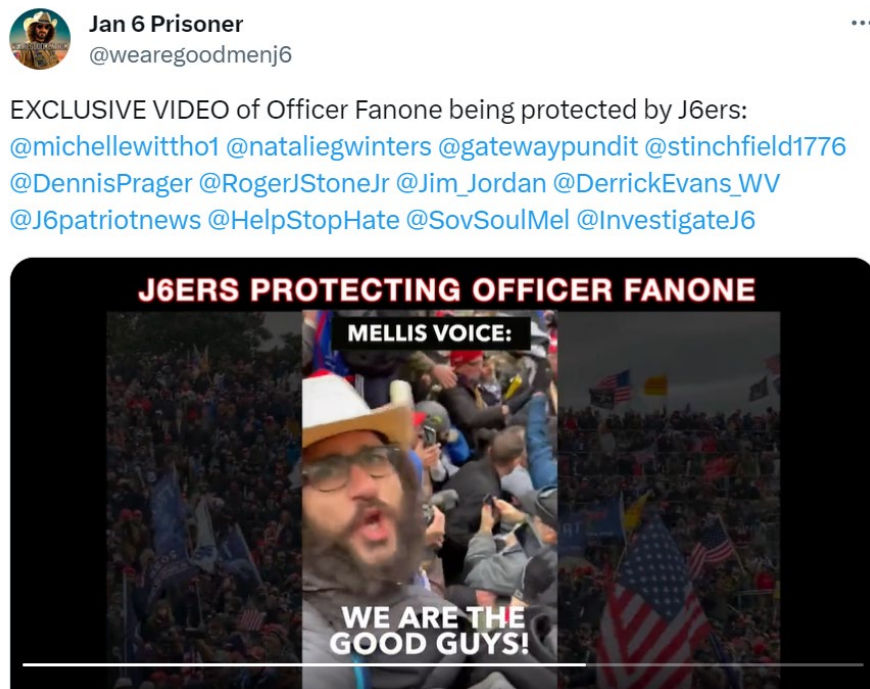 Jan 6 Prisoner
@wearegoodmenj6
EXCLUSIVE VIDEO of Officer Fanone being protected by J6ers:
@michellewittho1 @nataliegwinters @gatewaypundit @stinchfield1776
@DennisPrager @RogerJStoneJr @Jim_Jordan @DerrickEvans_WV
@J6patriotnews @HelpStopHate @SovSoulMel @InvestigateJ6
J6ERS PROTECTING OFFICER FANONE
MELLIS VOICE:
WE ARE THE
GOOD GUYS!